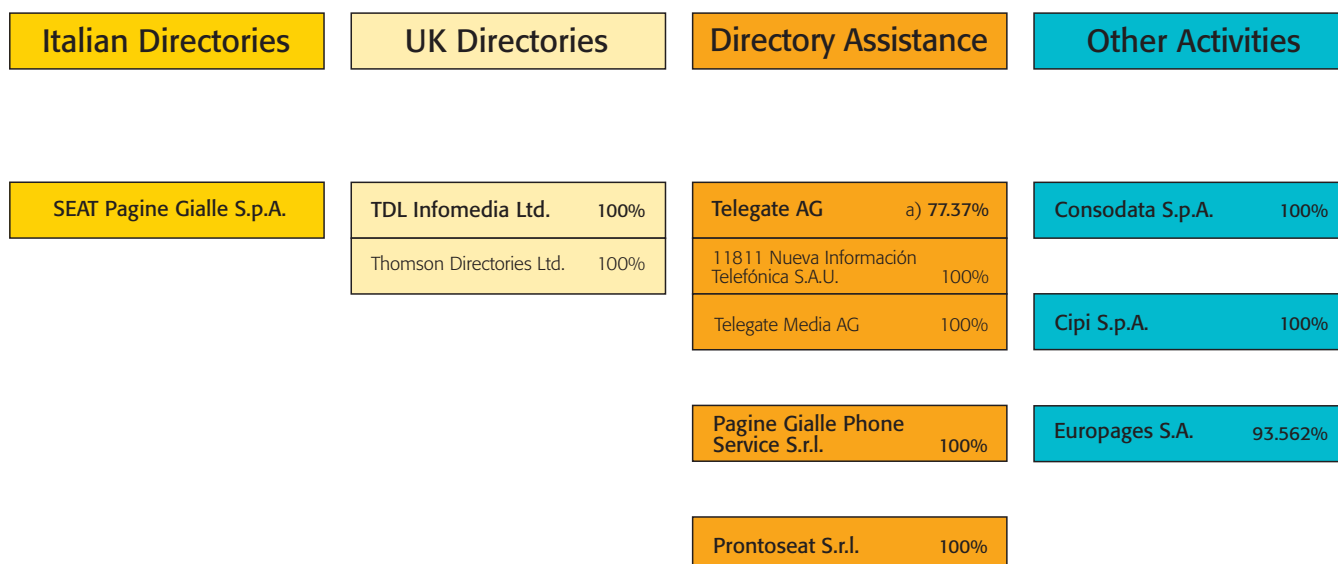 Italian Directories
UK Directories
Directory Assistance
Other Activities
SEAT Pagine Gialle S.p.A.
TDL Infomedia Ltd. 100%
Thomson Directories Ltd. 100%
Telegate AG a) 77.37%
11811 Nueva Información
Telefónica S.A.U. 100%
Telegate Media AG 100%
Pagine Gialle Phone
Service S.r.l. 100%
Prontoseat S.r.l. 100%
Consodata S.p.A. 100%
Cipi S.p.A. 100%
Europages S.A. 93.562%